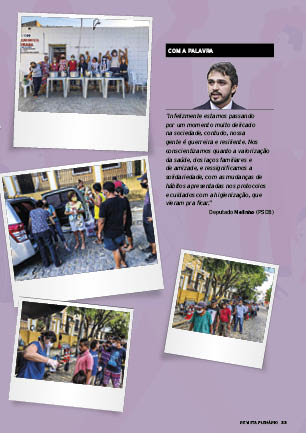 COM A PALAVRA
"Infelizmente estamos passando
por um momento muito delicado
na sociedade, contudo, nossa
gente é guerreira e resiliente. Nos
conscientizamos quanto a valorização
da saúde, dos laços familiares e
de amizade, e ressignificamos a
solidariedade, com as mudanças de
hábitos apresentadas nos protocolos
e cuidados com a higienização, que
vieram pra ficar."
Deputado Nelinho (PSDB)
REVISTA PLENÁRIO 33